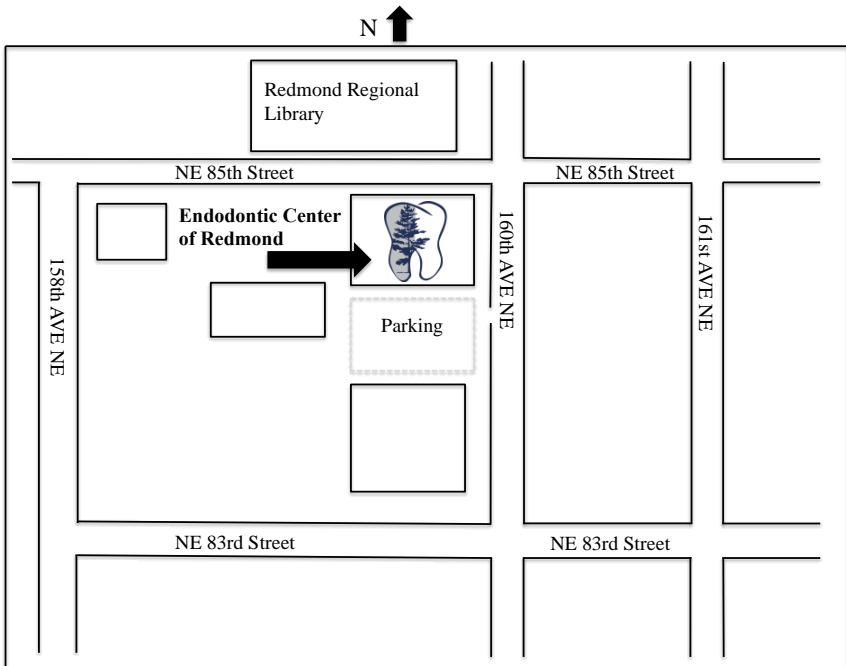 N
Redmond Regional
Library
NE 85th Street
NE 85th Street
Endodontic Center
of Redmond
160th AVE NE
161st AVE NE
158th AVE NE
Parking
NE 83rd Street
NE 83rd Street